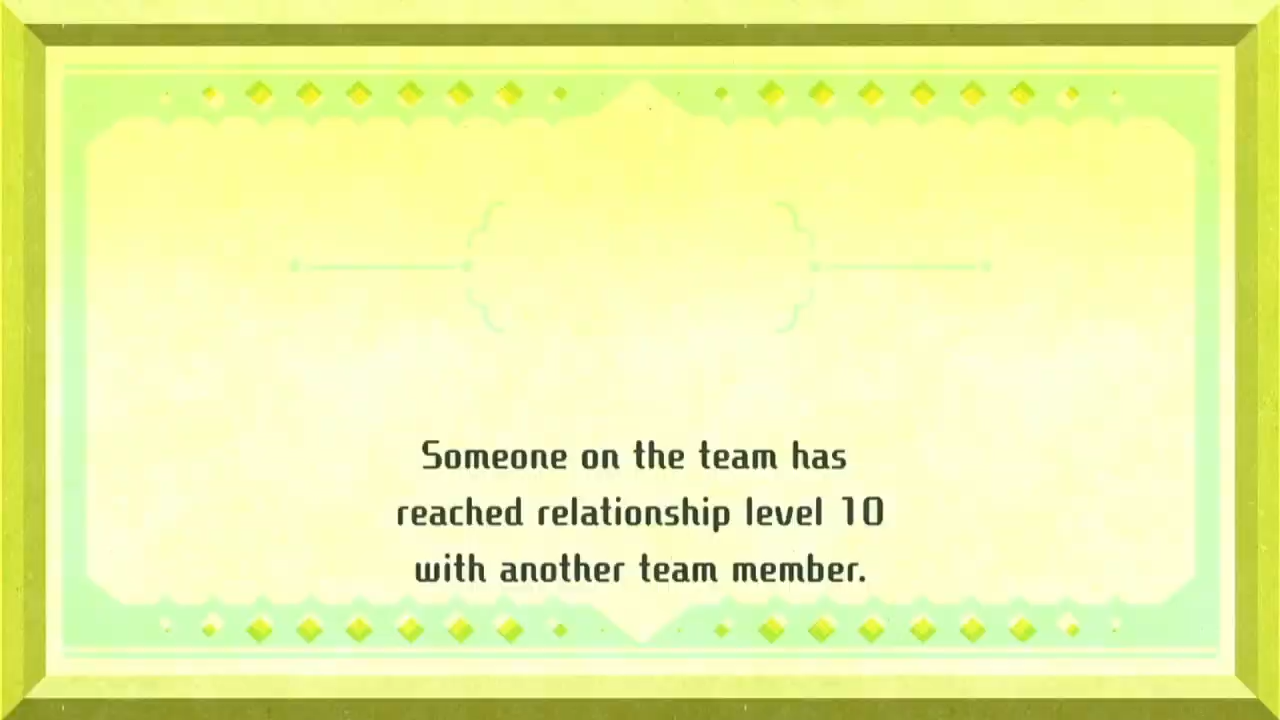 Someone on the team has
reached relationship level 10
with another team member.